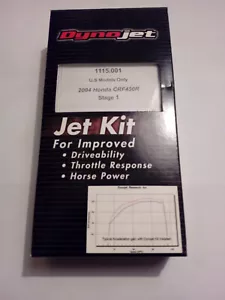 Dynojet
1115.001
U.S Models Only
2004 Honda CRF450R
Stage 1
Jet Kit
For Improved
• Driveability
• Throttle Response
• Horse Power